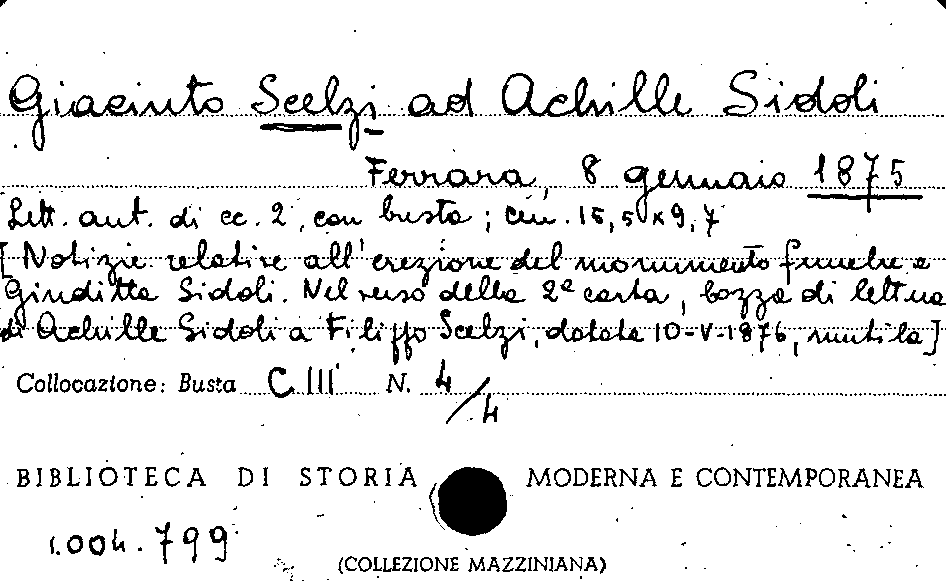 Giacinto Scelzi ad Achille Sidoli
Ferrara, 8 gennaio 1875
Lett. aut. di cc. 2, con busta; cm. 15,5x9,7
[Notizie relative all'erezione del monumento funebre a
Giuditta Sidoli. Nel verso della 2ª carta, bozza di lettera
di Achille Sidoli a Filippo Scelzi, datata 10-V-1876, mutila]
Collocazione: Busta C III N. 4/4
BIBLIOTECA DI STORIA MODERNA E CONTEMPORANEA
1.004.799
(COLLEZIONE MAZZINIANA)